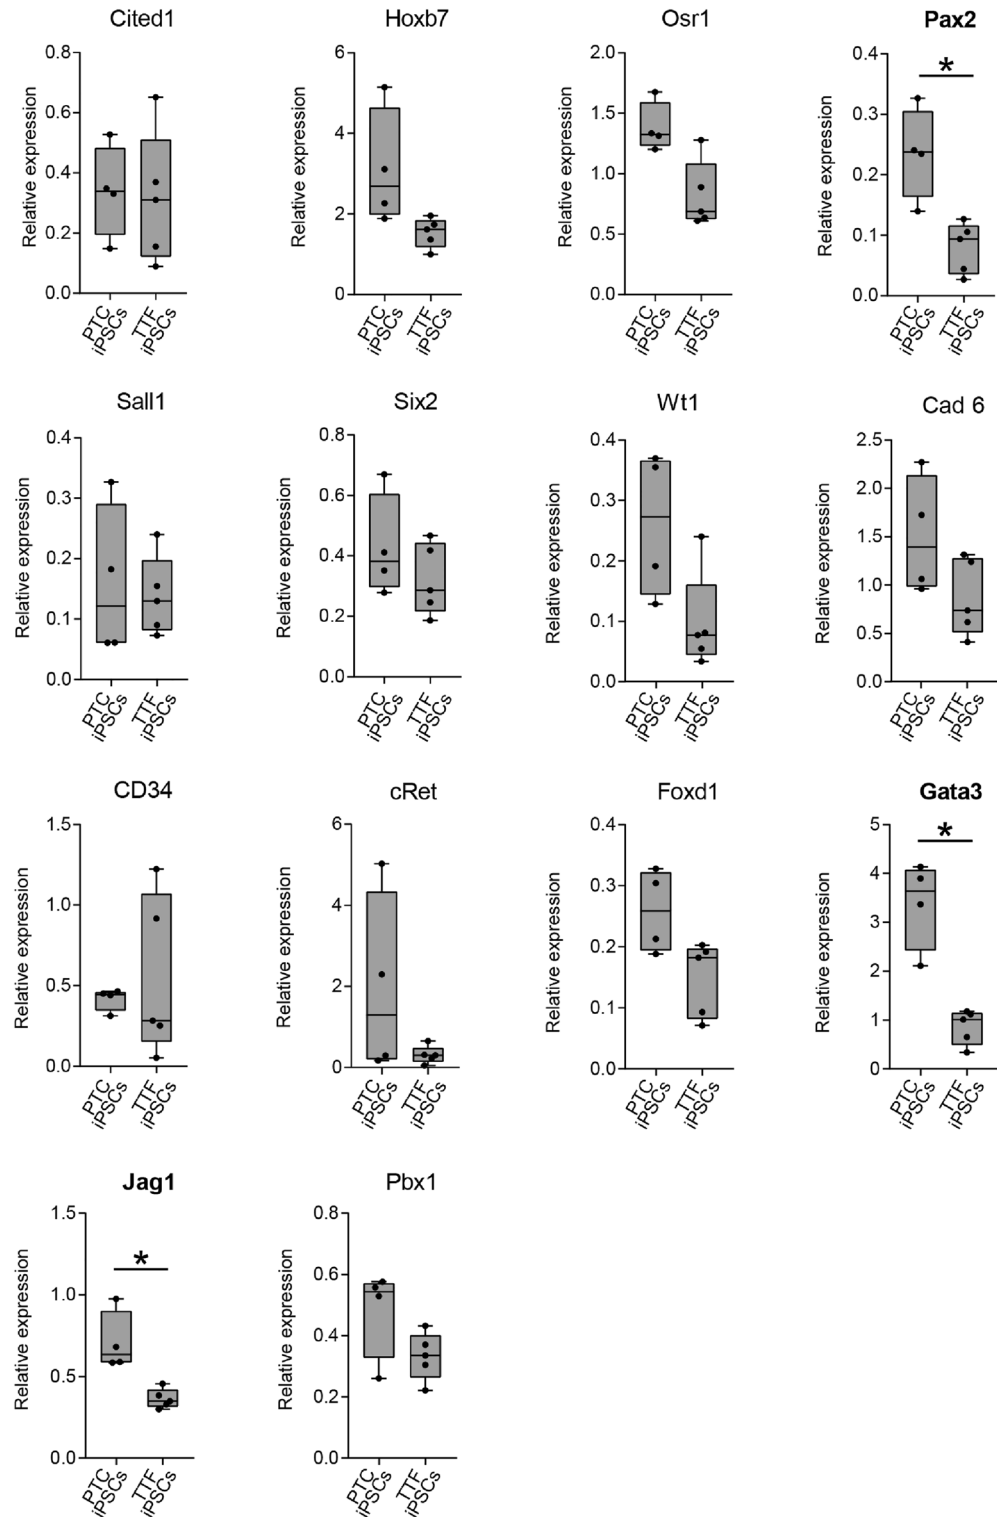 Cited1
Hoxb7
Osr1
Pax2
Relative expression
0.8
0.6
0.4
0.2
0.0
PTC iPSCs
TTF iPSCs
Relative expression
6
4
2
0
PTC iPSCs
TTF iPSCs
Relative expression
2.0
1.5
1.0
0.5
0.0
PTC iPSCs
TTF iPSCs
Relative expression
0.4
0.3
0.2
0.1
0.0
*
PTC iPSCs
TTF iPSCs
Sall1
Six2
Wt1
Cad 6
Relative expression
0.4
0.3
0.2
0.1
0.0
PTC iPSCs
TTF iPSCs
Relative expression
0.8
0.6
0.4
0.2
0.0
PTC iPSCs
TTF iPSCs
Relative expression
0.4
0.3
0.2
0.1
0.0
PTC iPSCs
TTF iPSCs
Relative expression
2.5
2.0
1.5
1.0
0.5
0.0
PTC iPSCs
TTF iPSCs
CD34
cRet
Foxd1
Gata3
Relative expression
1.5
1.0
0.5
0.0
PTC iPSCs
TTF iPSCs
Relative expression
6
4
2
0
PTC iPSCs
TTF iPSCs
Relative expression
0.4
0.3
0.2
0.1
0.0
PTC iPSCs
TTF iPSCs
Relative expression
5
4
3
2
1
0
*
PTC iPSCs
TTF iPSCs
Jag1
Pbx1
Relative expression
1.5
1.0
0.5
0.0
*
PTC iPSCs
TTF iPSCs
Relative expression
0.8
0.6
0.4
0.2
0.0
PTC iPSCs
TTF iPSCs